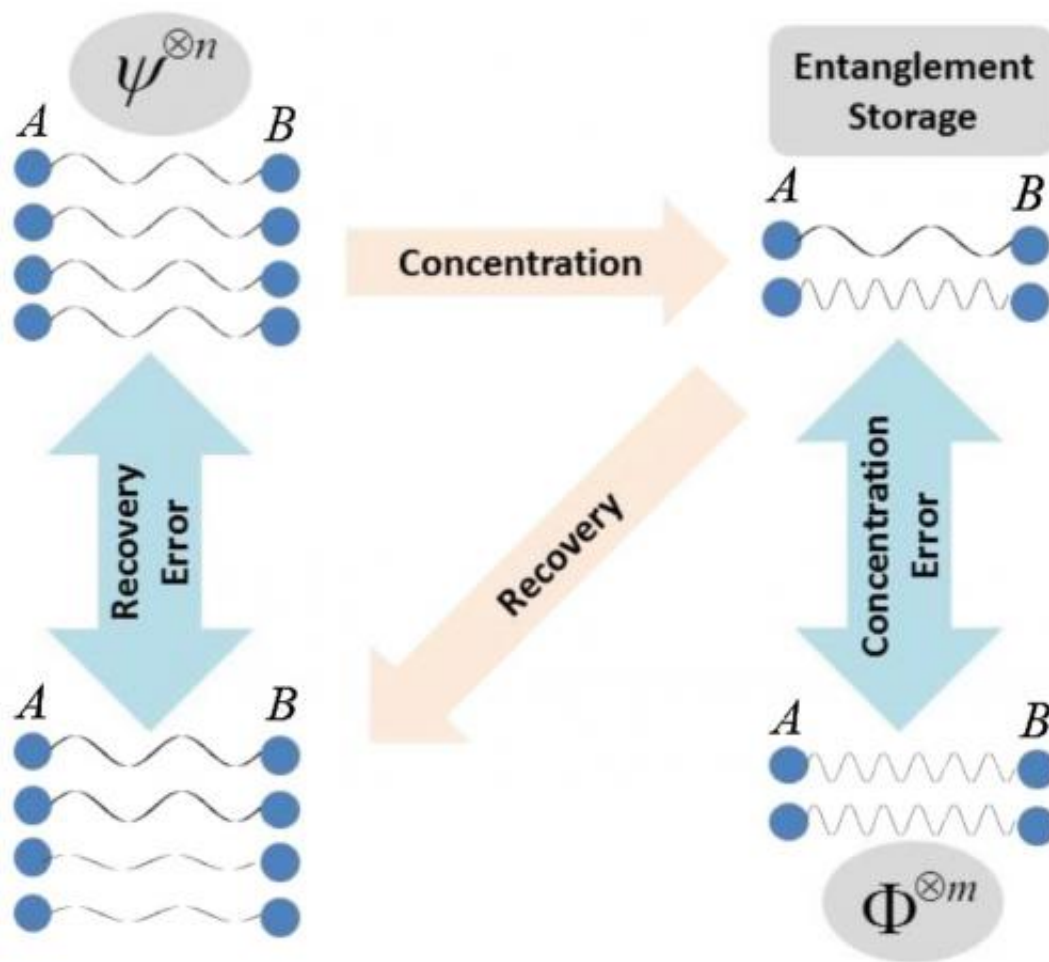 ψ⊗n
A B
Entanglement
Storage
A B
Concentration
Recovery
Error
Recovery
Concentration
Error
A B
A B
Φ⊗m